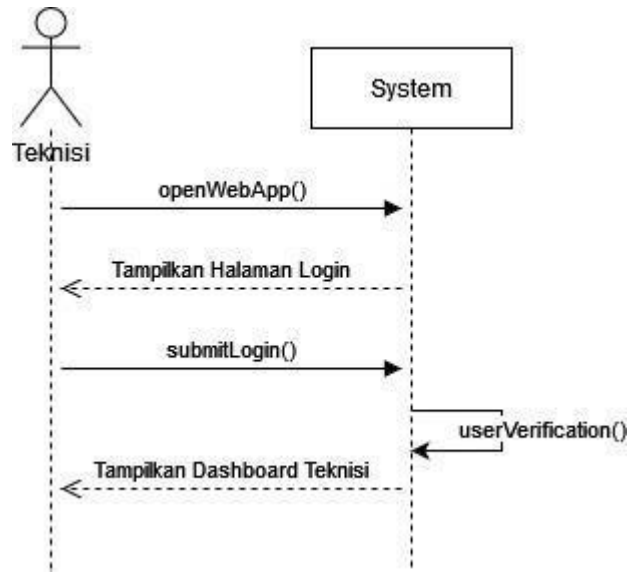 System
Teknisi
openWebApp()
Tampilkan Halaman Login
submitLogin()
userVerification()
Tampilkan Dashboard Teknisi